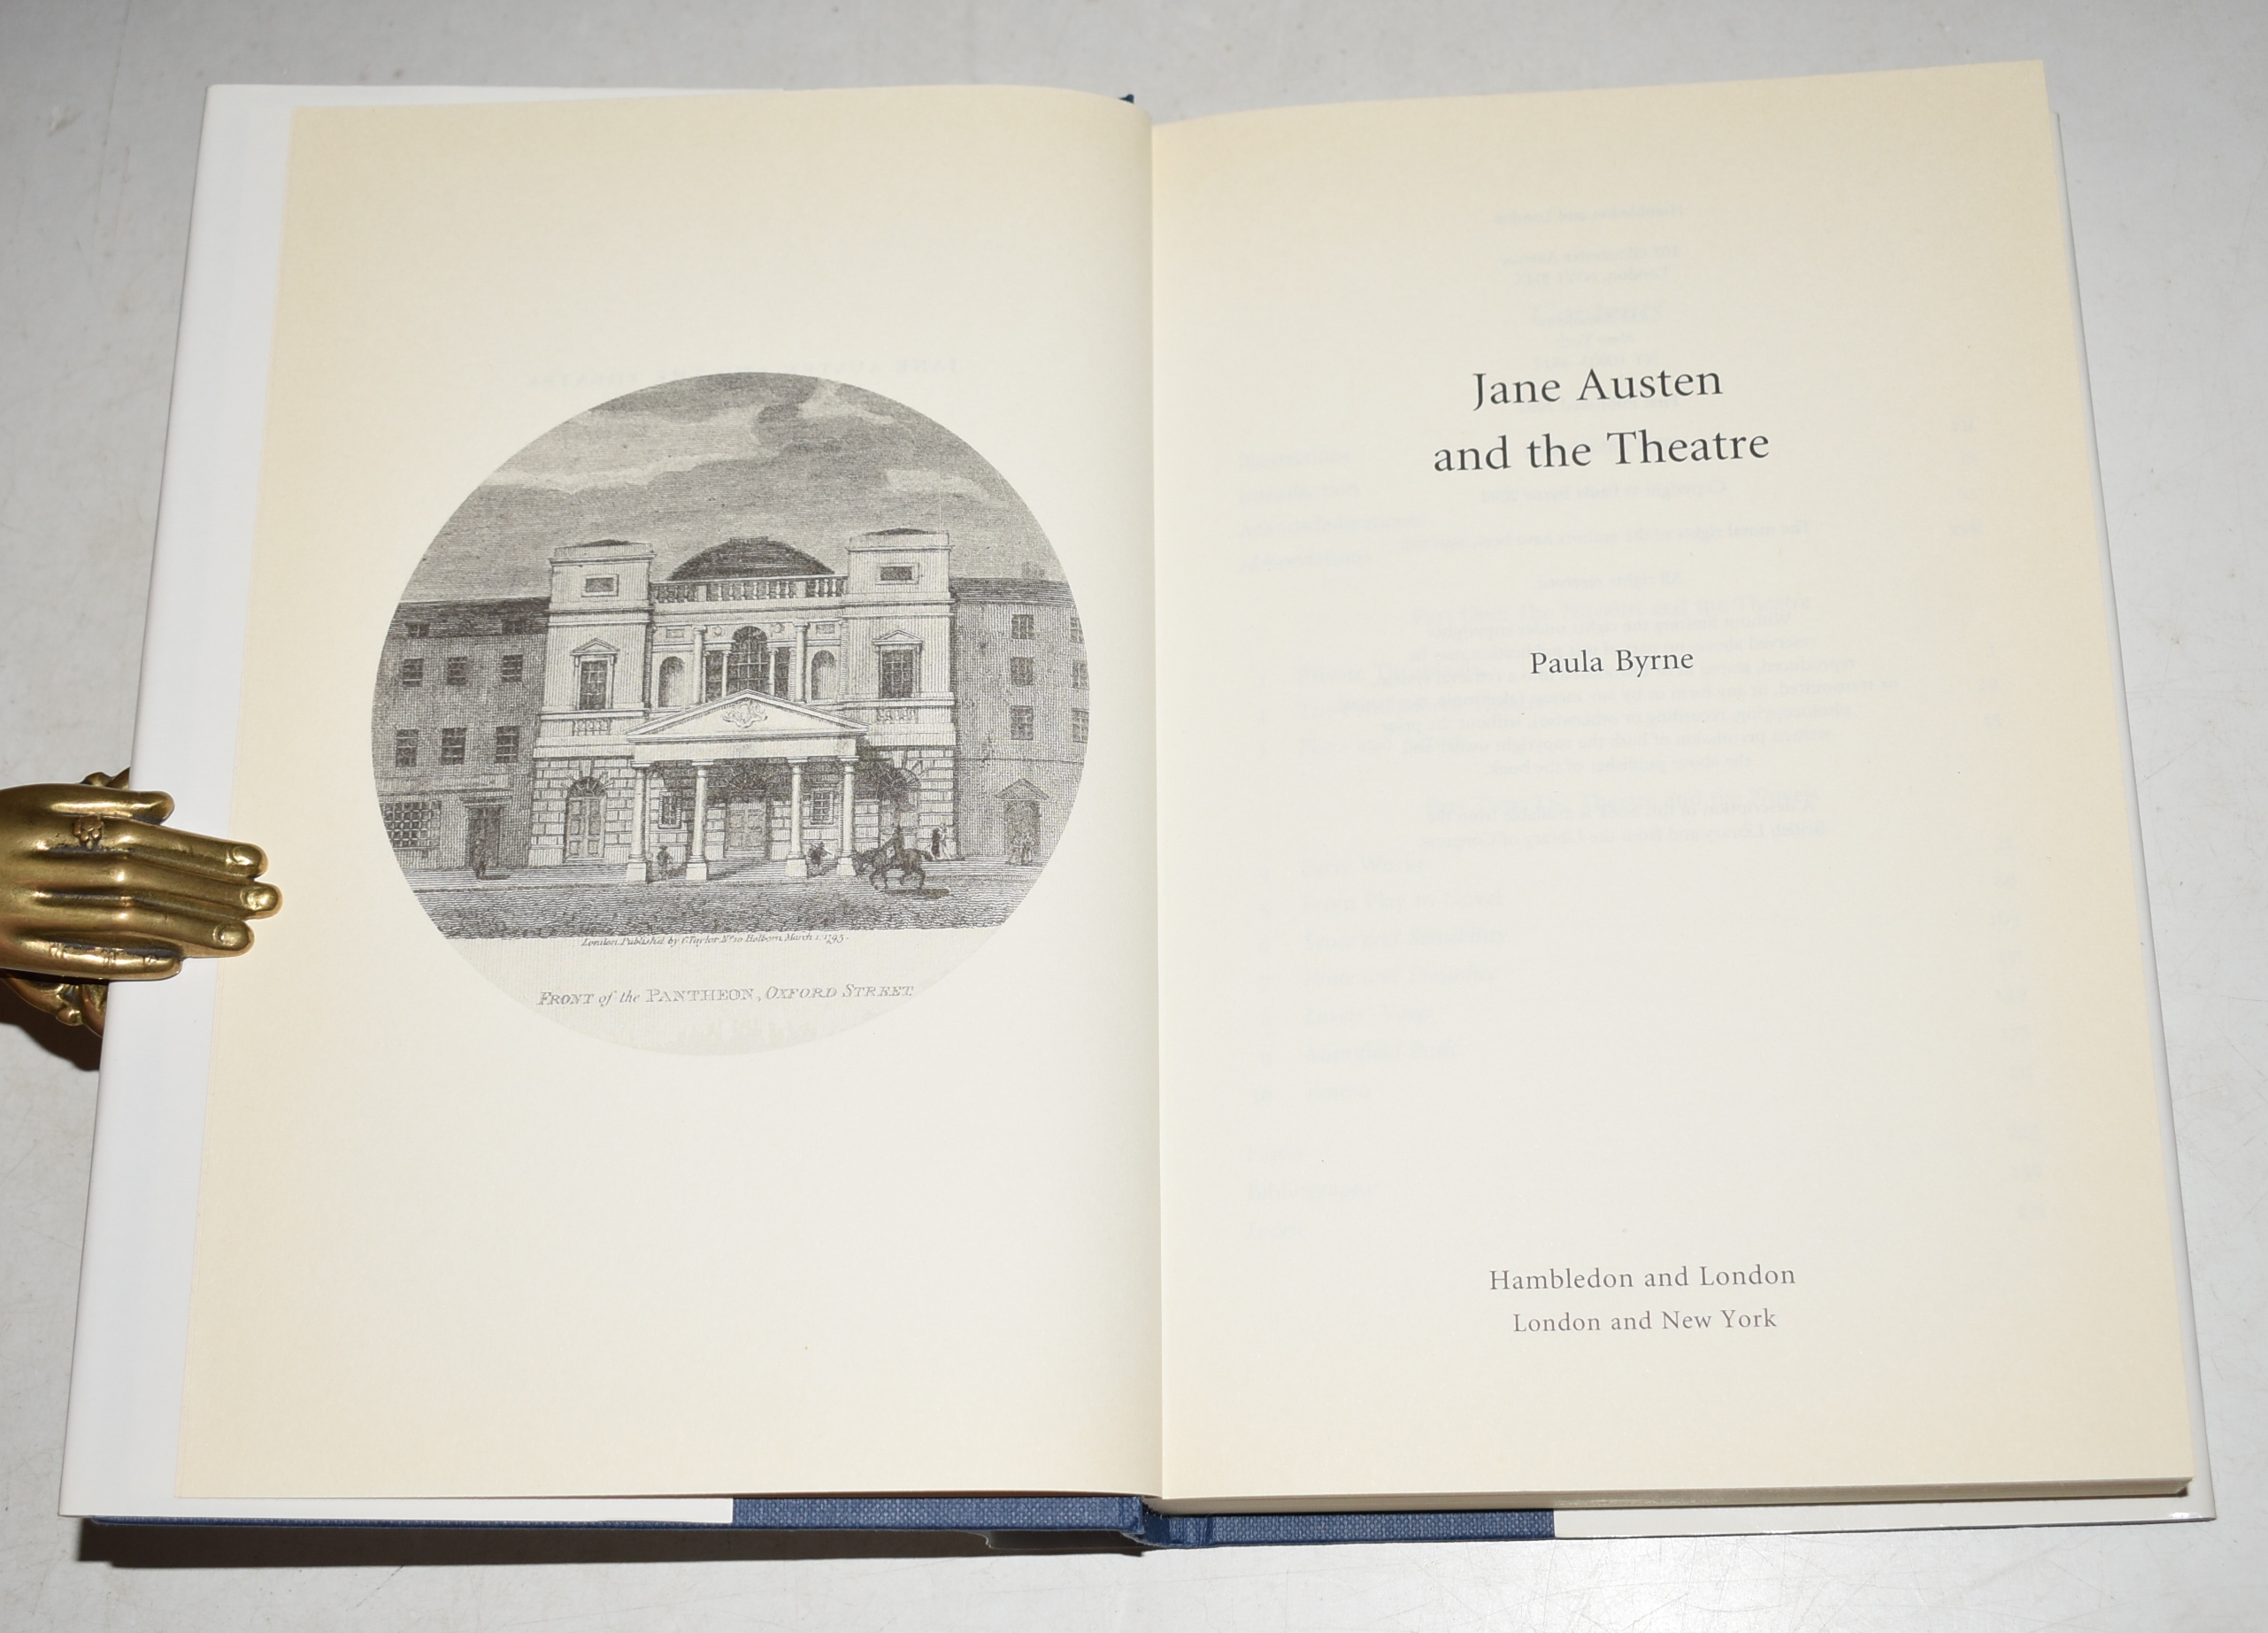 London. Publish'd by C. Taylor Nº 10 Holborn, March 1, 1795.
FRONT of the PANTHEON, OXFORD STREET.
Jane Austen
and the Theatre
Paula Byrne
Hambledon and London
London and New York